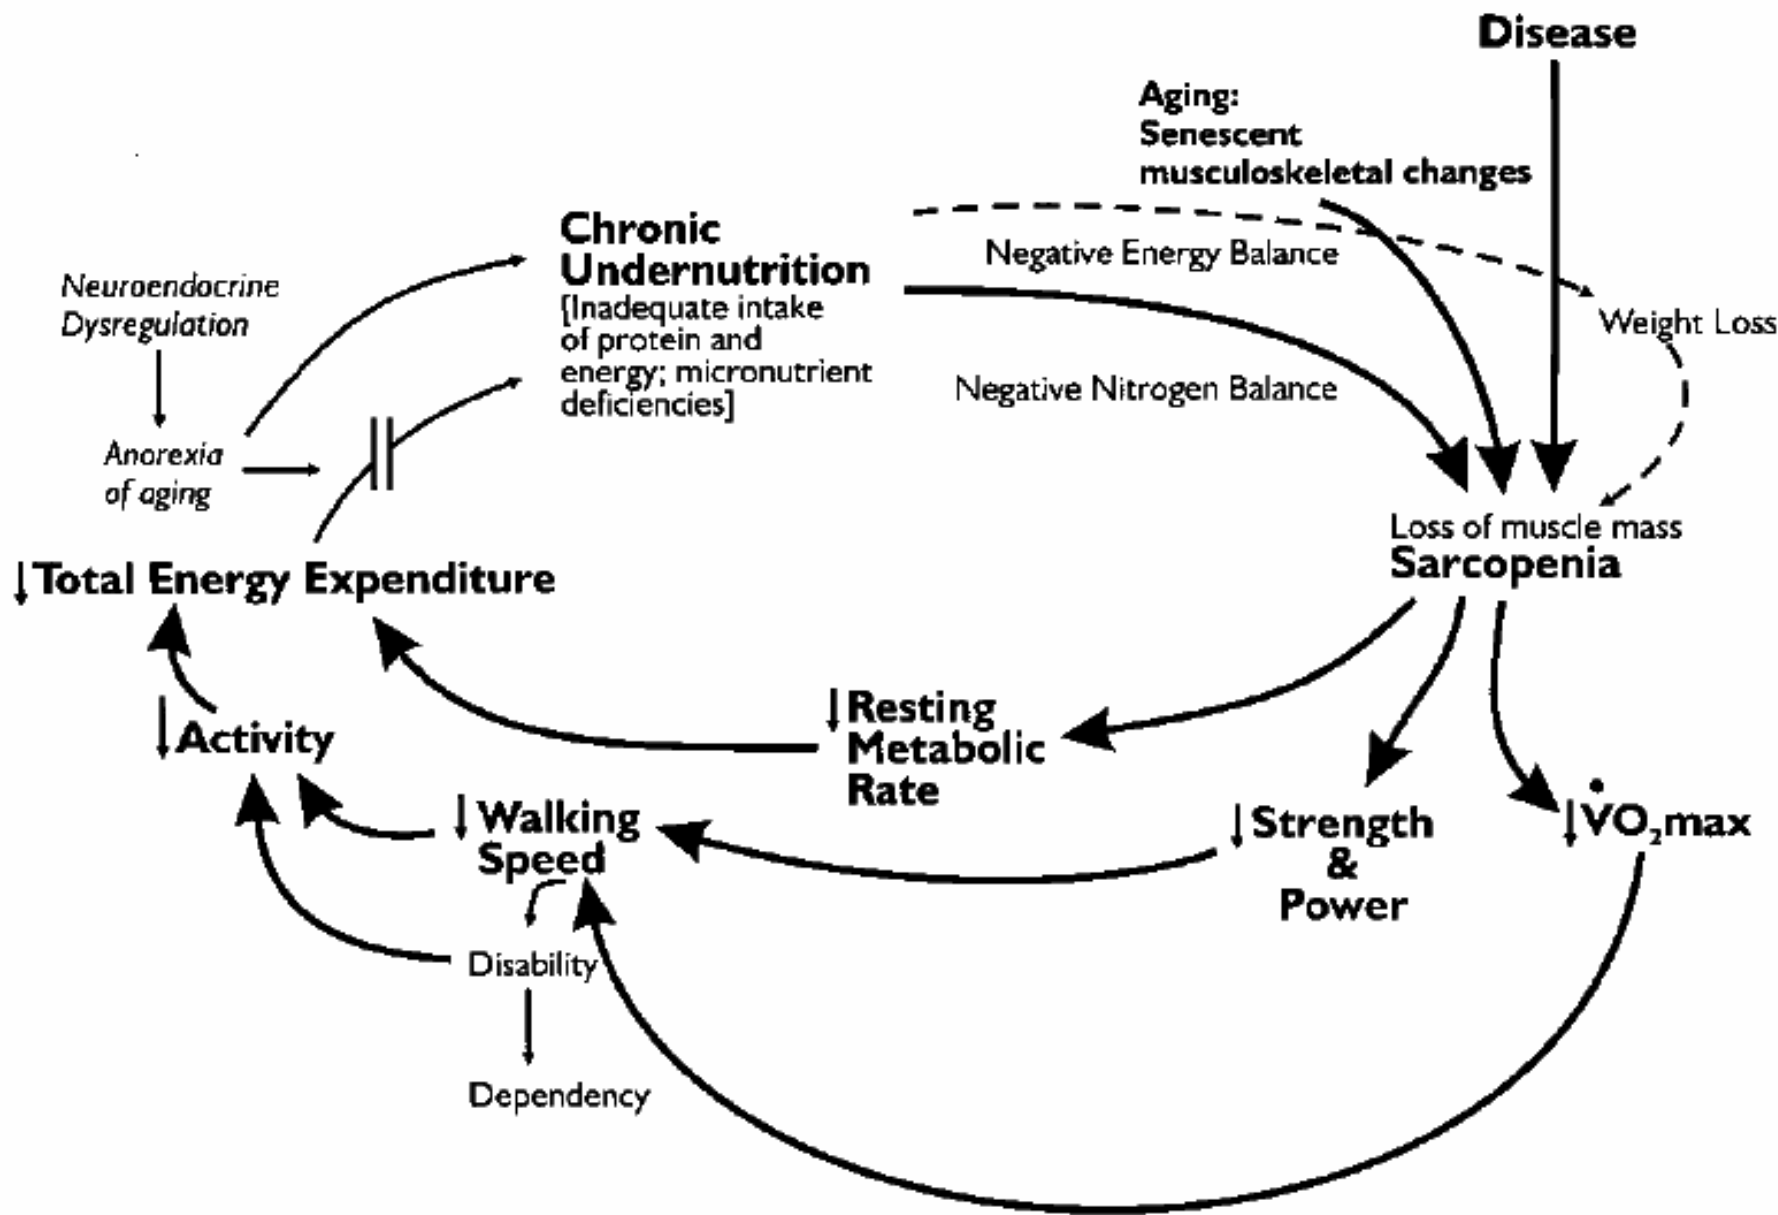 Disease
Aging:
Senescent
musculoskeletal changes
Chronic
Undernutrition
[Inadequate intake
of protein and
energy; micronutrient
deficiencies]
Negative Energy Balance
Neuroendocrine
Dysregulation
Weight Loss
Negative Nitrogen Balance
Anorexia
of aging
Loss of muscle mass
Sarcopenia
↓Total Energy Expenditure
↓Resting
Metabolic
Rate
↓Activity
↓Walking
Speed
↓Strength
&
Power
↓V̇O₂max
Disability
Dependency